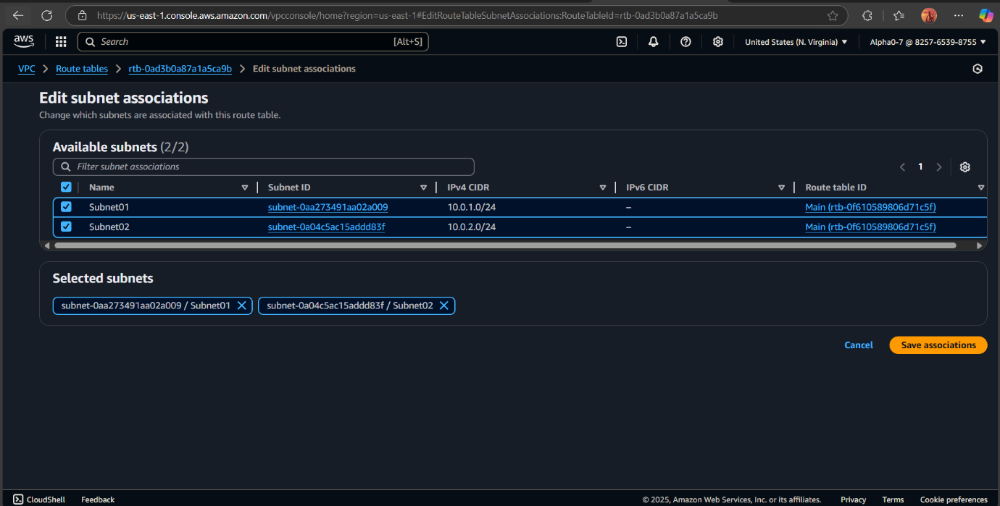 https://us-east-1.console.aws.amazon.com/vpcconsole/home?region=us-east-1#EditRouteTableSubnetAssociations:RouteTableId=rtb-0ad3b0a87a1a5ca9b
aws Search [Alt+S] United States (N. Virginia) Alpha0-7 @ 8257-6539-8755
VPC Route tables rtb-0ad3b0a87a1a5ca9b Edit subnet associations
Edit subnet associations
Change which subnets are associated with this route table.
Available subnets (2/2)
Filter subnet associations 1
Name Subnet ID IPv4 CIDR IPv6 CIDR Route table ID
Subnet01 subnet-0aa273491aa02a009 10.0.1.0/24 – Main (rtb-0f610589806d71c5f)
Subnet02 subnet-0a04c5ac15addd83f 10.0.2.0/24 – Main (rtb-0f610589806d71c5f)
Selected subnets
subnet-0aa273491aa02a009 / Subnet01 subnet-0a04c5ac15addd83f / Subnet02
Cancel Save associations
CloudShell Feedback © 2025, Amazon Web Services, Inc. or its affiliates. Privacy Terms Cookie preferences